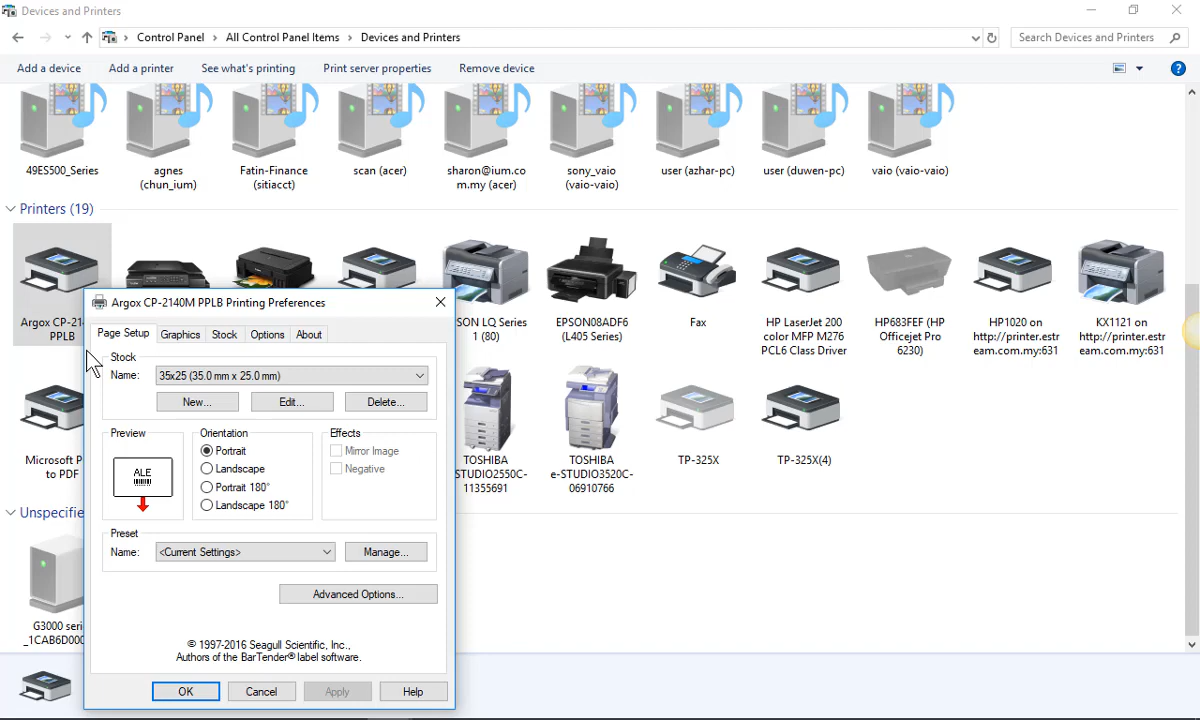 Devices and Printers
Control Panel > All Control Panel Items > Devices and Printers
Search Devices and Printers
Add a device
Add a printer
See what's printing
Print server properties
Remove device
49ES500_Series
agnes
(chun_ium)
Fatin-Finance
(sitiacct)
scan (acer)
sharon@ium.co
m.my (acer)
sony_vaio
(vaio-vaio)
user (azhar-pc)
user (duwen-pc)
vaio (vaio-vaio)
Printers (19)
Argox CP-21
PPLB
SON LQ Series
1 (80)
EPSON08ADF6
(L405 Series)
Fax
HP LaserJet 200
color MFP M276
PCL6 Class Driver
HP683FEF (HP
Officejet Pro
6230)
HP1020 on
http://printer.estr
eam.com.my:631
KX1121 on
http://printer.estr
eam.com.my:631
Microsoft P
to PDF
TOSHIBA
e-STUDIO2550C-
11355691
TOSHIBA
e-STUDIO3520C-
06910766
TP-325X
TP-325X(4)
Unspecifie
G3000 seri
_1CAB6D000
Argox CP-2140M PPLB Printing Preferences
Page Setup
Graphics
Stock
Options
About
Stock
Name:
35x25 (35.0 mm x 25.0 mm)
New...
Edit...
Delete...
Preview
ALE
Orientation
Portrait
Landscape
Portrait 180°
Landscape 180°
Effects
Mirror Image
Negative
Preset
Name:
<Current Settings>
Manage...
Advanced Options...
© 1997-2016 Seagull Scientific, Inc.,
Authors of the BarTender® label software.
OK
Cancel
Apply
Help